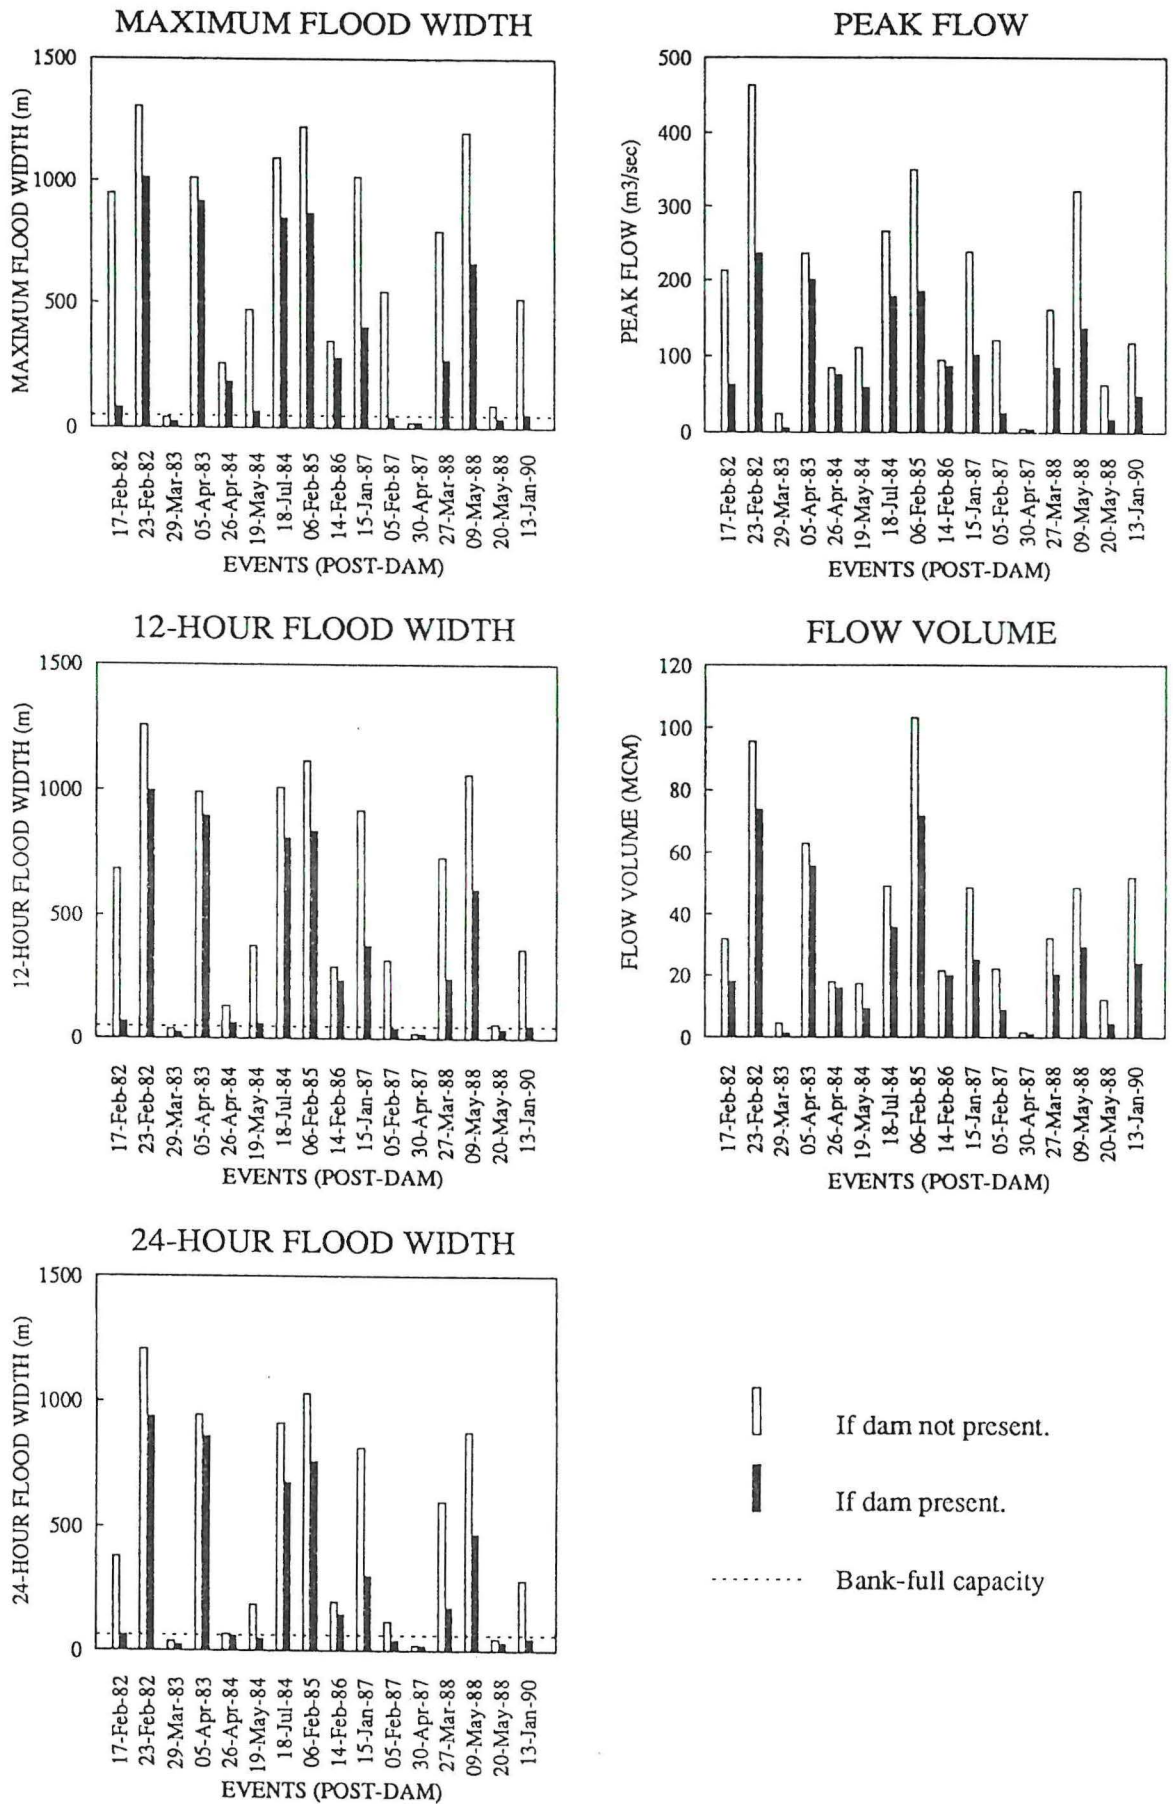 MAXIMUM FLOOD WIDTH
MAXIMUM FLOOD WIDTH (m)
1500
1000
500
0
17-Feb-82
23-Feb-82
29-Mar-83
05-Apr-83
26-Apr-84
19-May-84
18-Jul-84
06-Feb-85
14-Feb-86
15-Jan-87
05-Feb-87
30-Apr-87
27-Mar-88
09-May-88
20-May-88
13-Jan-90
EVENTS (POST-DAM)
PEAK FLOW
PEAK FLOW (m3/sec)
500
400
300
200
100
0
17-Feb-82
23-Feb-82
29-Mar-83
05-Apr-83
26-Apr-84
19-May-84
18-Jul-84
06-Feb-85
14-Feb-86
15-Jan-87
05-Feb-87
30-Apr-87
27-Mar-88
09-May-88
20-May-88
13-Jan-90
EVENTS (POST-DAM)
12-HOUR FLOOD WIDTH
12-HOUR FLOOD WIDTH (m)
1500
1000
500
0
17-Feb-82
23-Feb-82
29-Mar-83
05-Apr-83
26-Apr-84
19-May-84
18-Jul-84
06-Feb-85
14-Feb-86
15-Jan-87
05-Feb-87
30-Apr-87
27-Mar-88
09-May-88
20-May-88
13-Jan-90
EVENTS (POST-DAM)
FLOW VOLUME
FLOW VOLUME (MCM)
120
100
80
60
40
20
0
17-Feb-82
23-Feb-82
29-Mar-83
05-Apr-83
26-Apr-84
19-May-84
18-Jul-84
06-Feb-85
14-Feb-86
15-Jan-87
05-Feb-87
30-Apr-87
27-Mar-88
09-May-88
20-May-88
13-Jan-90
EVENTS (POST-DAM)
24-HOUR FLOOD WIDTH
24-HOUR FLOOD WIDTH (m)
1500
1000
500
0
17-Feb-82
23-Feb-82
29-Mar-83
05-Apr-83
26-Apr-84
19-May-84
18-Jul-84
06-Feb-85
14-Feb-86
15-Jan-87
05-Feb-87
30-Apr-87
27-Mar-88
09-May-88
20-May-88
13-Jan-90
EVENTS (POST-DAM)
If dam not present.
If dam present.
Bank-full capacity